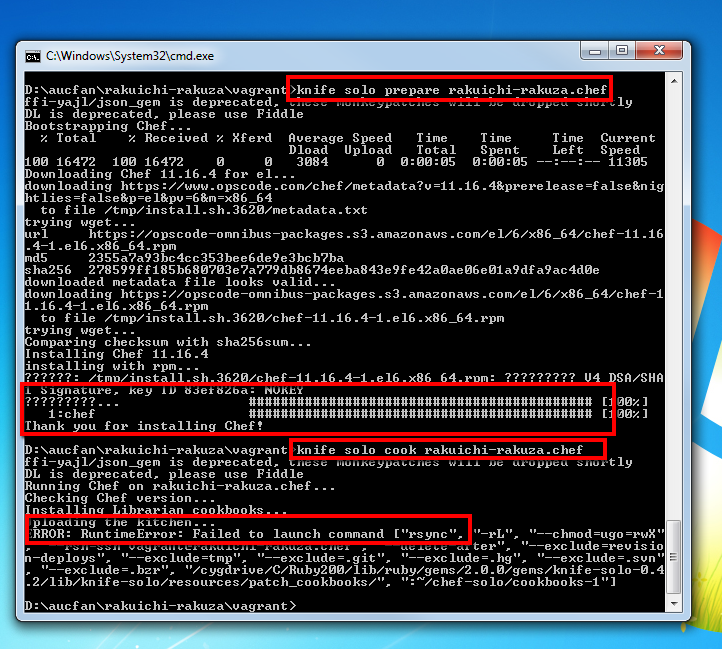 C:\Windows\System32\cmd.exe
D:\aucfan\rakuichi-rakuza\vagrant>knife solo prepare rakuichi-rakuza.chef
ffi-yajl/json_gem is deprecated, these monkeypatches will be dropped shortly
DL is deprecated, please use Fiddle
Bootstrapping Chef...
% Total % Received % Xferd Average Speed Time Time Time Current
Dload Upload Total Spent Left Speed
100 16472 100 16472 0 0 3084 0 0:00:05 0:00:05 --:--:-- 11305
Downloading Chef 11.16.4 for el...
downloading https://www.opscode.com/chef/metadata?v=11.16.4&prerelease=false&nig
htlies=false&p=el&pv=6&m=x86_64
to file /tmp/install.sh.3620/metadata.txt
trying wget...
url https://opscode-omnibus-packages.s3.amazonaws.com/el/6/x86_64/chef-11.16
.4-1.el6.x86_64.rpm
md5 2355a7a93bc4cc353bee6de9e3bcb7ba
sha256 278599ff185b680703e7a779db8674eeba843e9fe42a0ae06e01a9dfa9ac4d0e
downloaded metadata file looks valid...
downloading https://opscode-omnibus-packages.s3.amazonaws.com/el/6/x86_64/chef-1
1.16.4-1.el6.x86_64.rpm
to file /tmp/install.sh.3620/chef-11.16.4-1.el6.x86_64.rpm
trying wget...
Comparing checksum with sha256sum...
Installing Chef 11.16.4
installing with rpm...
??????: /tmp/install.sh.3620/chef-11.16.4-1.el6.x86_64.rpm: ????????? V4 DSA/SHA
1 Signature, key ID 83ef826a: NOKEY
?????????... ########################################### [100%]
1:chef ########################################### [100%]
Thank you for installing Chef!
D:\aucfan\rakuichi-rakuza\vagrant>knife solo cook rakuichi-rakuza.chef
ffi-yajl/json_gem is deprecated, these monkeypatches will be dropped shortly
DL is deprecated, please use Fiddle
Running Chef on rakuichi-rakuza.chef...
Checking Chef version...
Installing Librarian cookbooks...
Uploading the kitchen...
ERROR: RuntimeError: Failed to launch command ["rsync", "-rL", "--chmod=ugo=rwX"
, "--rsh=ssh vagrant@rakuichi-rakuza.chef", "--delete-after", "--exclude=revisio
n-deploys", "--exclude=tmp", "--exclude=.git", "--exclude=.hg", "--exclude=.svn"
, "--exclude=.bzr", "/cygdrive/C/Ruby200/lib/ruby/gems/2.0.0/gems/knife-solo-0.4
.2/lib/knife-solo/resources/patch_cookbooks/", ":~/chef-solo/cookbooks-1"]
D:\aucfan\rakuichi-rakuza\vagrant>